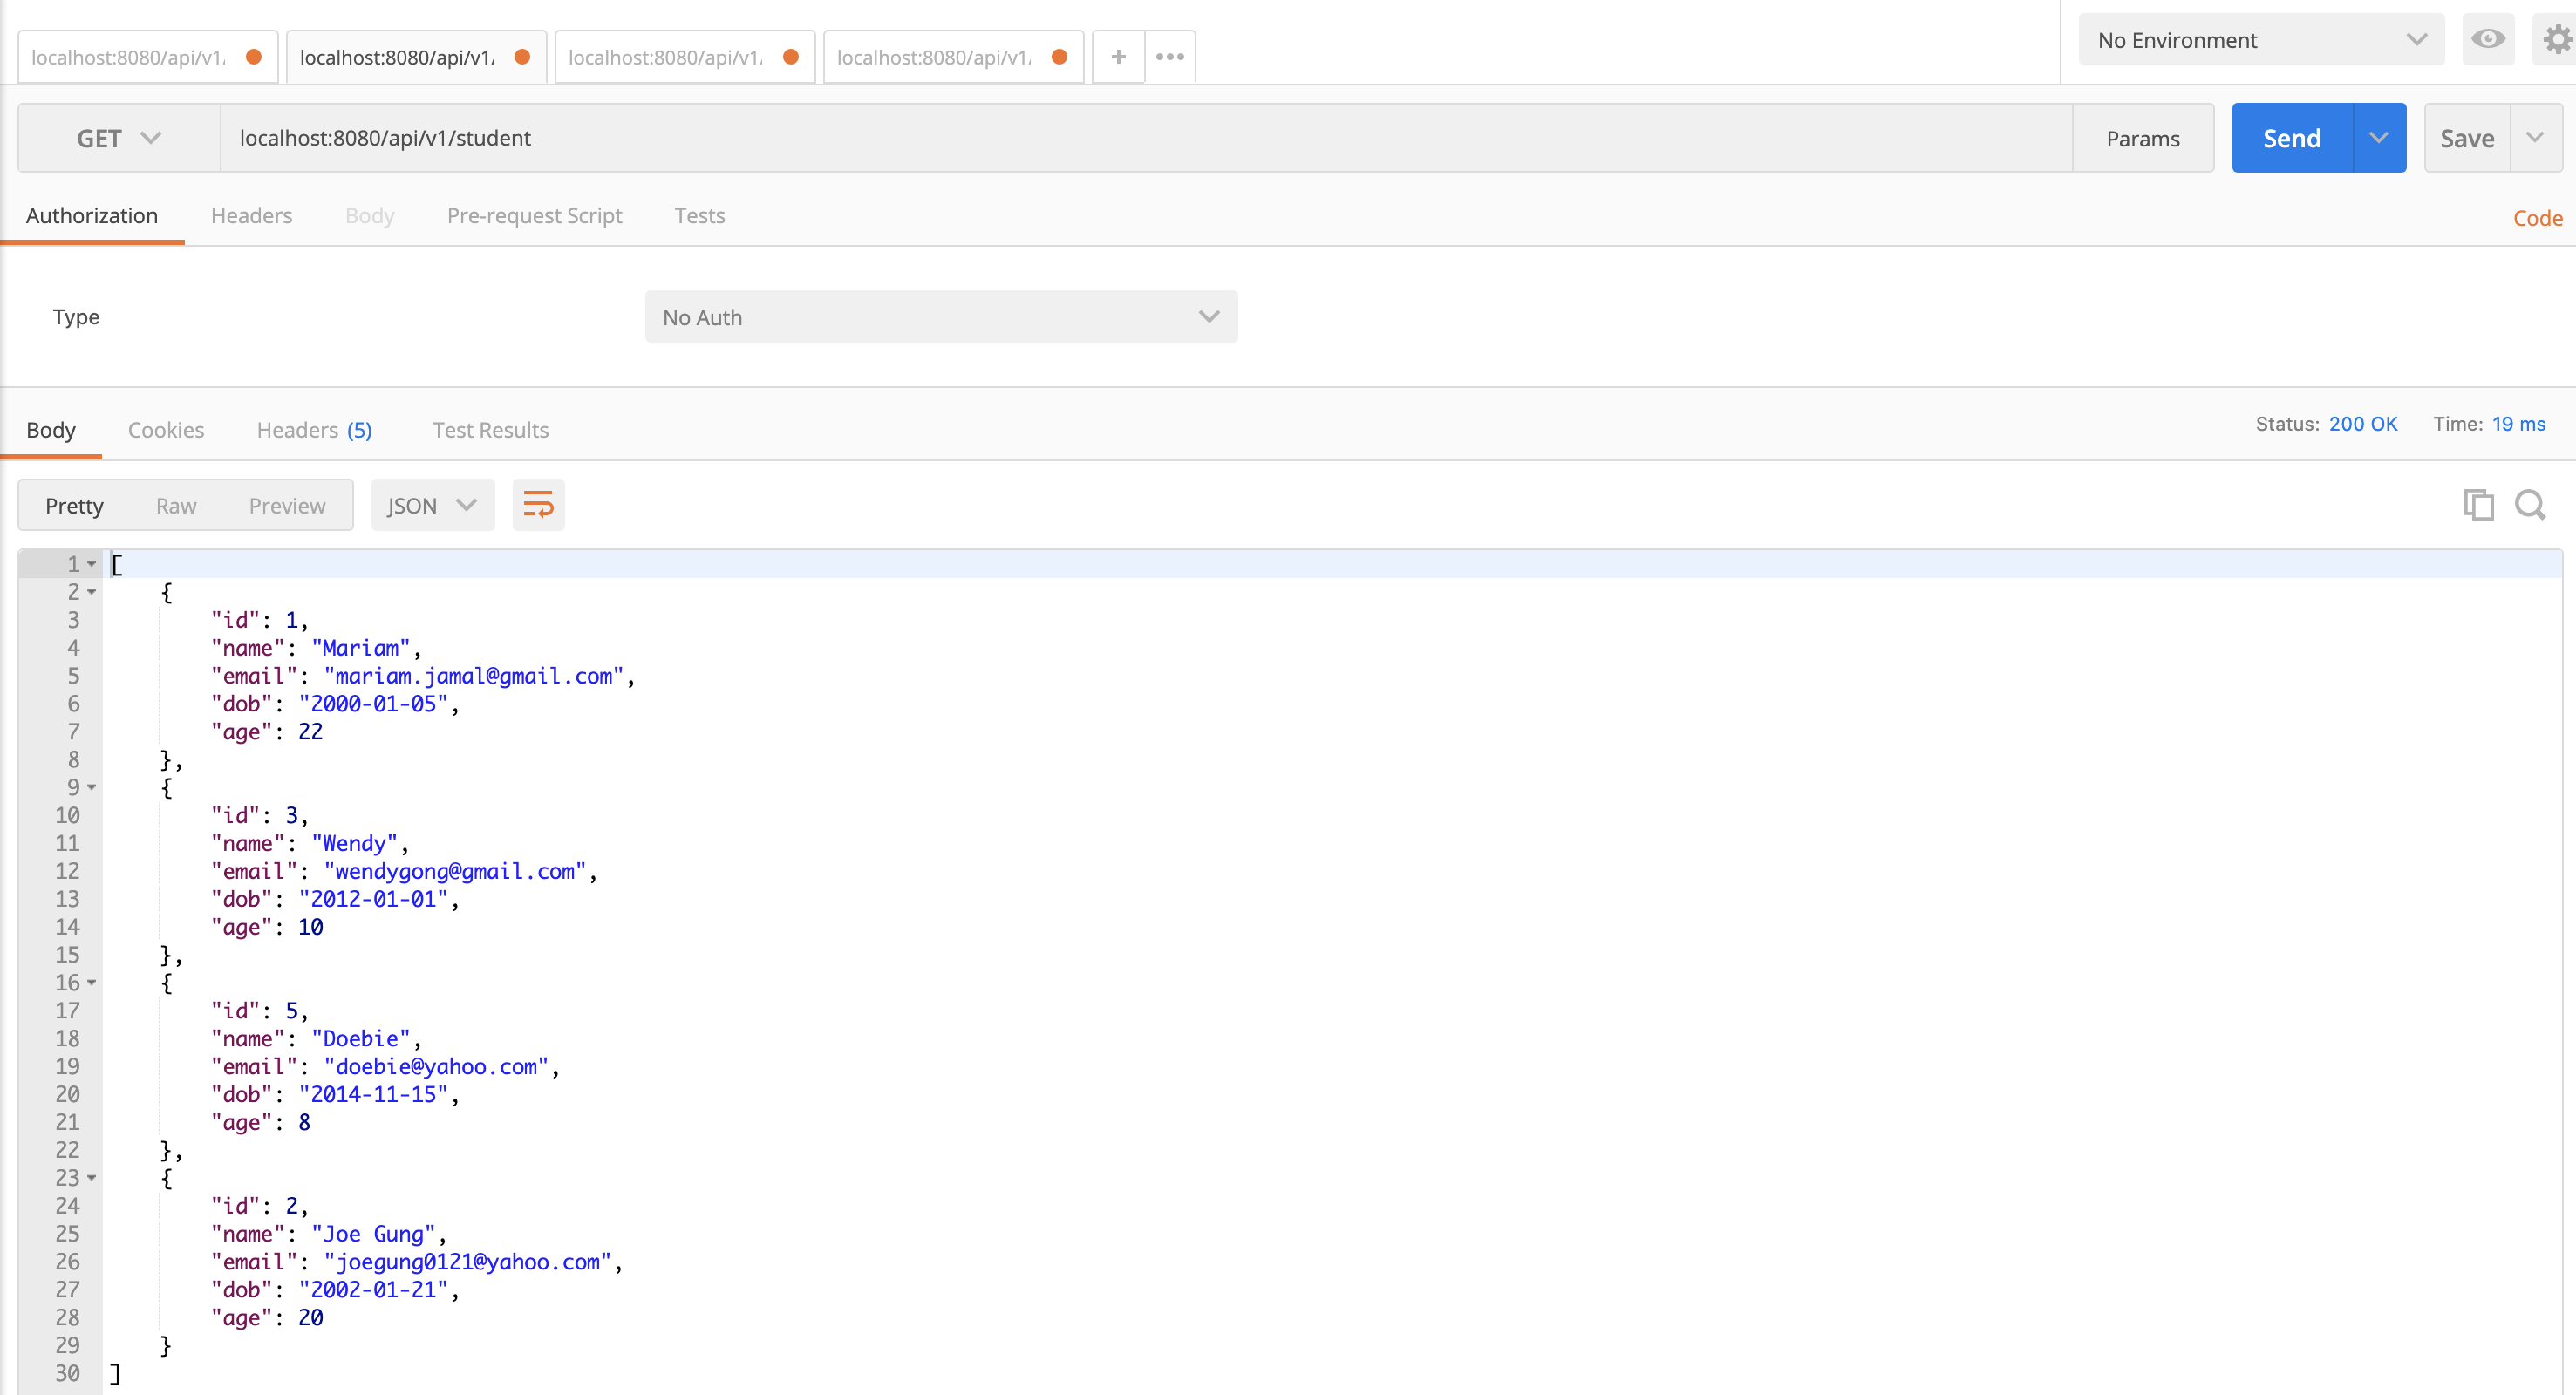 localhost:8080/api/v1/ localhost:8080/api/v1/ localhost:8080/api/v1/ localhost:8080/api/v1/ + ••• No Environment
GET localhost:8080/api/v1/student Params Send Save
Authorization Headers Body Pre-request Script Tests Code
Type No Auth
Body Cookies Headers (5) Test Results Status: 200 OK Time: 19 ms
Pretty Raw Preview JSON
1 [
2 {
3 "id": 1,
4 "name": "Mariam",
5 "email": "mariam.jamal@gmail.com",
6 "dob": "2000-01-05",
7 "age": 22
8 },
9 {
10 "id": 3,
11 "name": "Wendy",
12 "email": "wendygong@gmail.com",
13 "dob": "2012-01-01",
14 "age": 10
15 },
16 {
17 "id": 5,
18 "name": "Doebie",
19 "email": "doebie@yahoo.com",
20 "dob": "2014-11-15",
21 "age": 8
22 },
23 {
24 "id": 2,
25 "name": "Joe Gung",
26 "email": "joegung0121@yahoo.com",
27 "dob": "2002-01-21",
28 "age": 20
29 }
30 ]